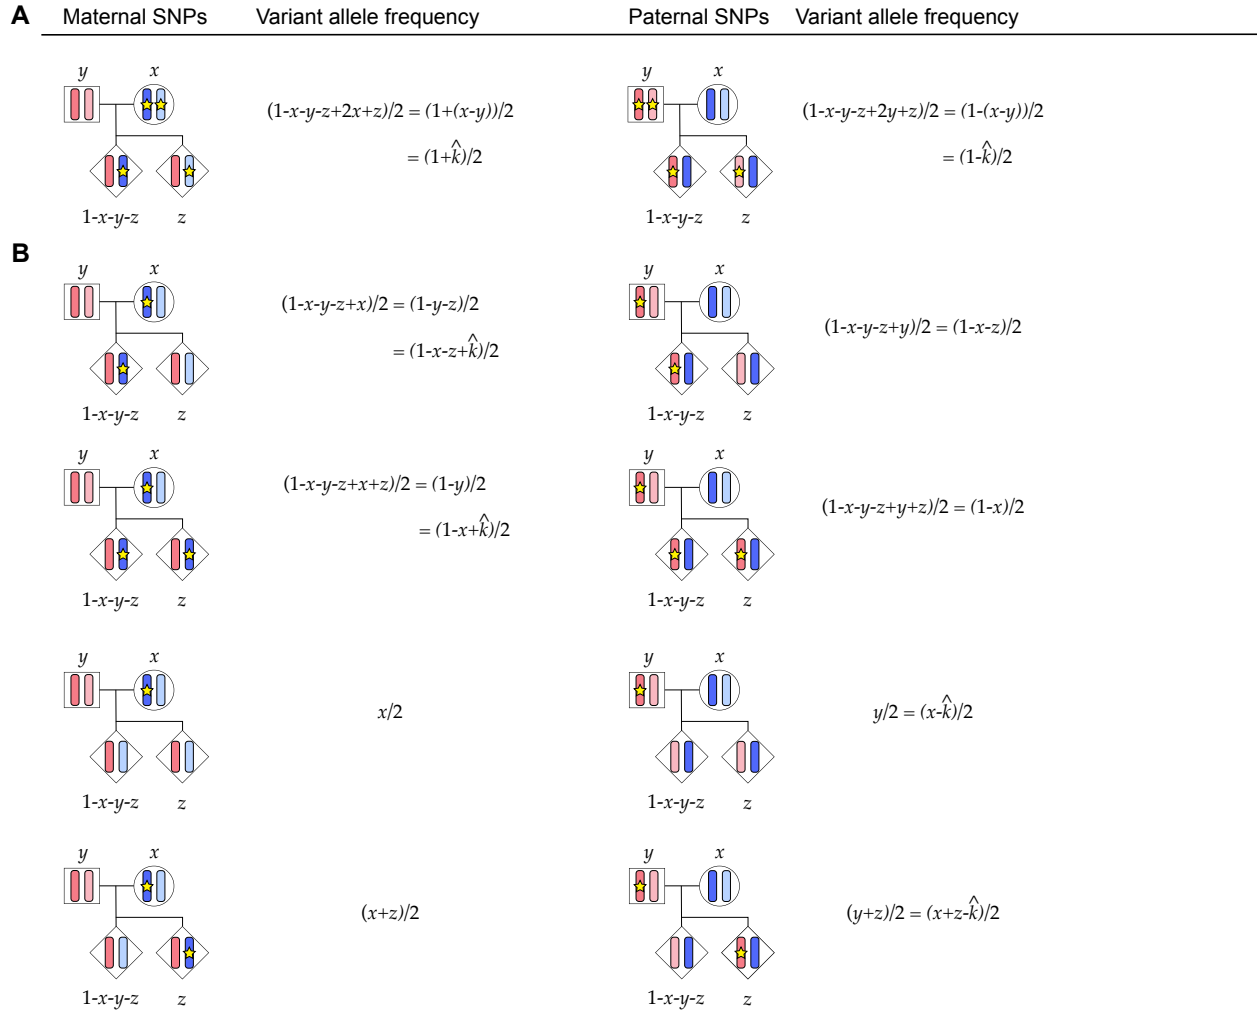 A Maternal SNPs Variant allele frequency Paternal SNPs Variant allele frequency
y x y x
(1-x-y-z+2x+z)/2 = (1+(x-y))/2 (1-x-y-z+2y+z)/2 = (1-(x-y))/2
= (1+k̂)/2 = (1-k̂)/2
1-x-y-z z 1-x-y-z z
B
y x y x
(1-x-y-z+x)/2 = (1-y-z)/2
(1-x-y-z+y)/2 = (1-x-z)/2
= (1-x-z+k̂)/2
1-x-y-z z 1-x-y-z z
y x y x
(1-x-y-z+x+z)/2 = (1-y)/2
(1-x-y-z+y+z)/2 = (1-x)/2
= (1-x+k̂)/2
1-x-y-z z 1-x-y-z z
y x y x
x/2 y/2 = (x-k̂)/2
1-x-y-z z 1-x-y-z z
y x y x
(x+z)/2 (y+z)/2 = (x+z-k̂)/2
1-x-y-z z 1-x-y-z z